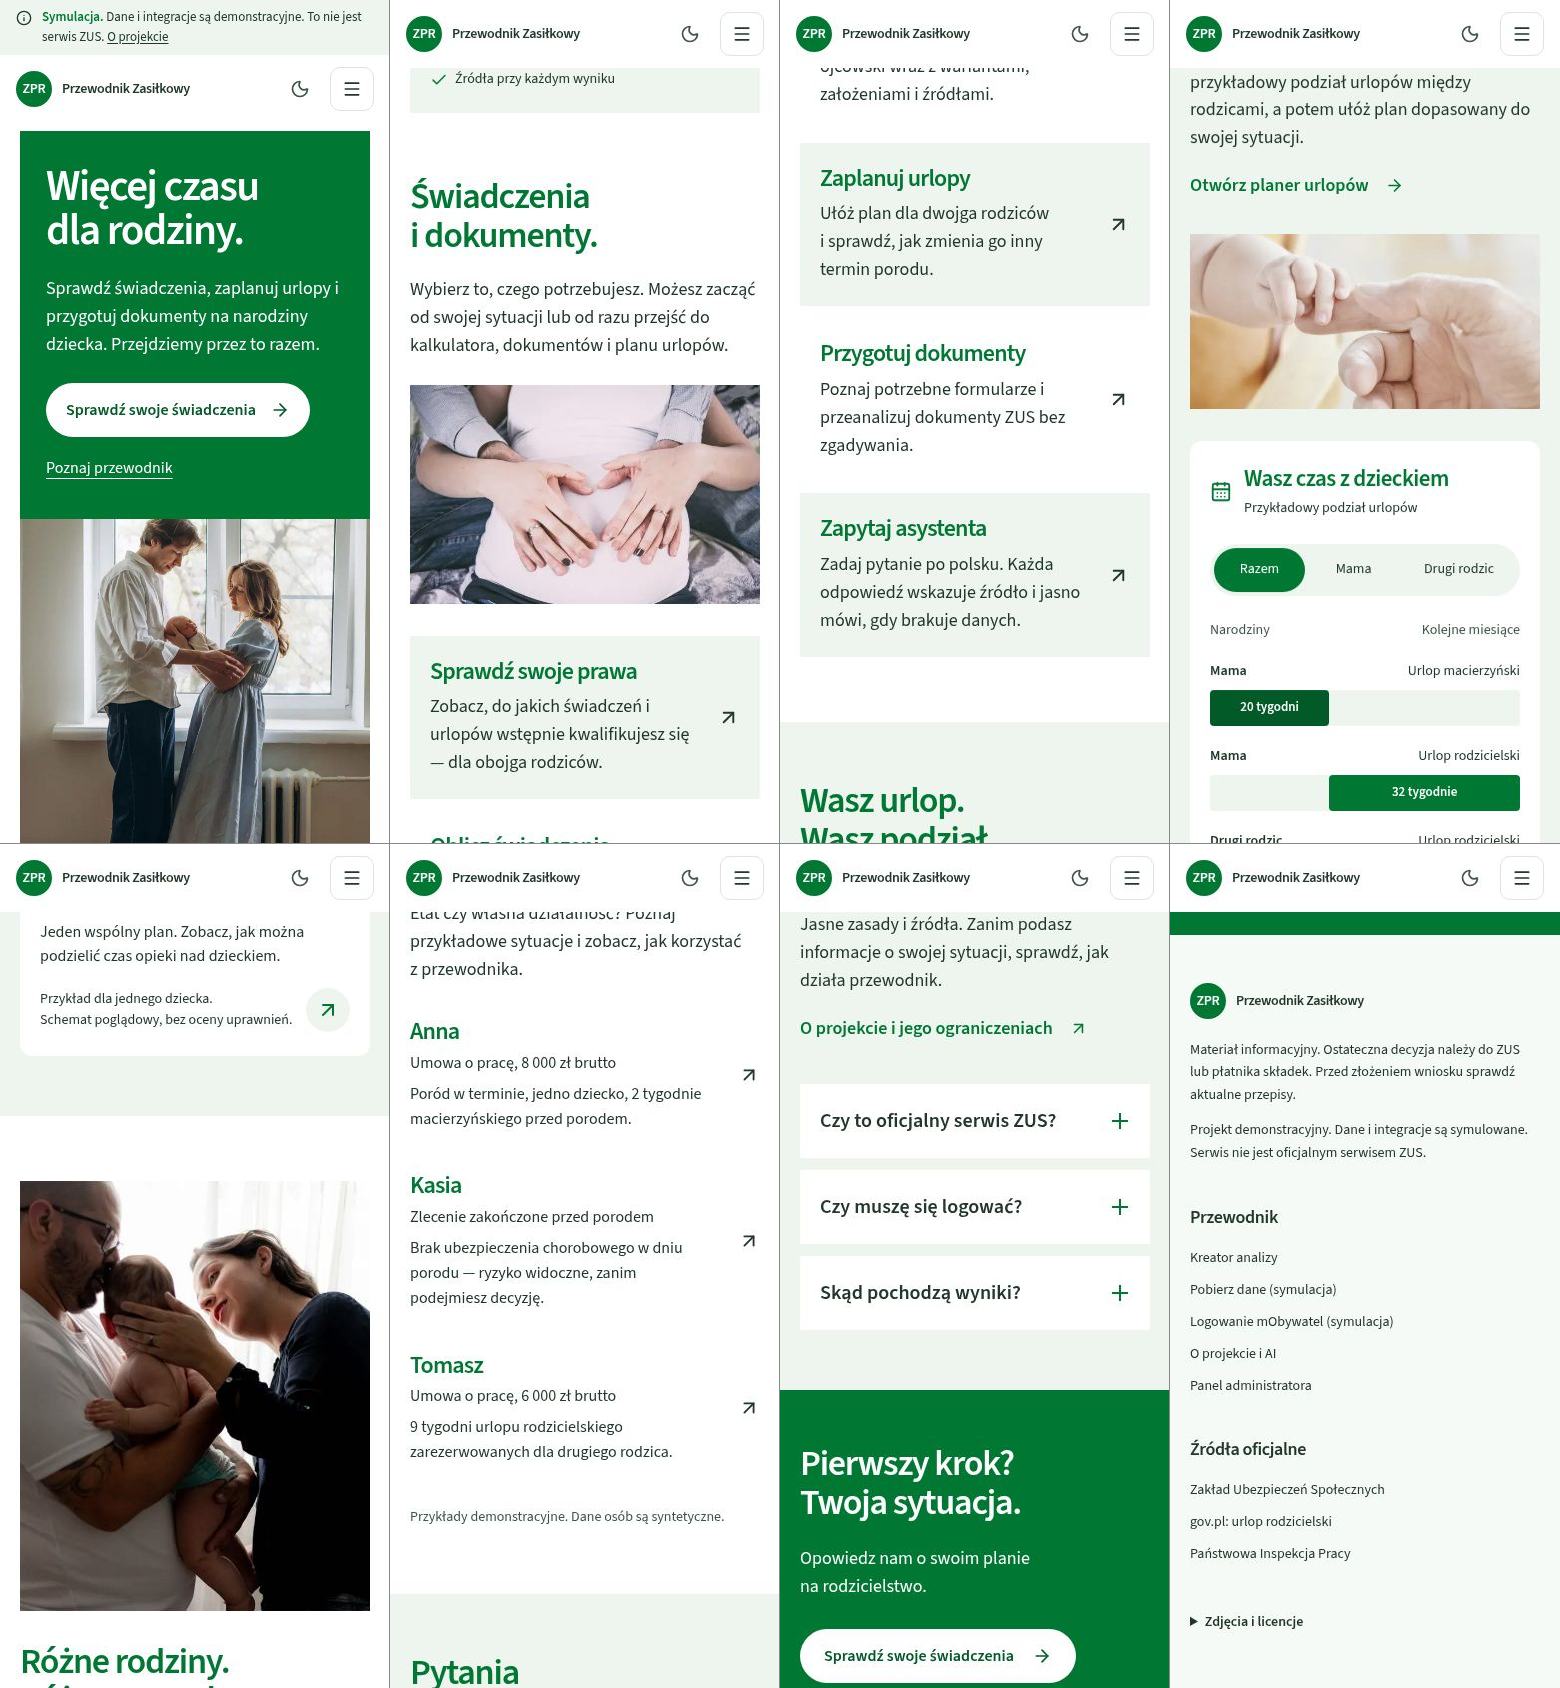 Symulacja. Dane i integracje są demonstracyjne. To nie jest
serwis ZUS. O projekcie
ZPR Przewodnik Zasiłkowy
Więcej czasu
dla rodziny.
Sprawdź świadczenia, zaplanuj urlopy i
przygotuj dokumenty na narodziny
dziecka. Przejdziemy przez to razem.
Sprawdź swoje świadczenia
Poznaj przewodnik
ZPR Przewodnik Zasiłkowy
Źródła przy każdym wyniku
Świadczenia
i dokumenty.
Wybierz to, czego potrzebujesz. Możesz zacząć
od swojej sytuacji lub od razu przejść do
kalkulatora, dokumentów i planu urlopów.
Sprawdź swoje prawa
Zobacz, do jakich świadczeń i
urlopów wstępnie kwalifikujesz się
— dla obojga rodziców.
Oblicz świadczenia
ZPR Przewodnik Zasiłkowy
ojcowski wraz z wariantami,
założeniami i źródłami.
Zaplanuj urlopy
Ułóż plan dla dwojga rodziców
i sprawdź, jak zmienia go inny
termin porodu.
Przygotuj dokumenty
Poznaj potrzebne formularze i
przeanalizuj dokumenty ZUS bez
zgadywania.
Zapytaj asystenta
Zadaj pytanie po polsku. Każda
odpowiedź wskazuje źródło i jasno
mówi, gdy brakuje danych.
Wasz urlop.
Wasz podział
ZPR Przewodnik Zasiłkowy
przykładowy podział urlopów między
rodzicami, a potem ułóż plan dopasowany do
swojej sytuacji.
Otwórz planer urlopów
Wasz czas z dzieckiem
Przykładowy podział urlopów
Razem Mama Drugi rodzic
Narodziny Kolejne miesiące
Mama Urlop macierzyński
20 tygodni
Mama Urlop rodzicielski
32 tygodnie
Drugi rodzic Urlop rodzicielski
ZPR Przewodnik Zasiłkowy
Jeden wspólny plan. Zobacz, jak można
podzielić czas opieki nad dzieckiem.
Przykład dla jednego dziecka.
Schemat poglądowy, bez oceny uprawnień.
Różne rodziny.
ZPR Przewodnik Zasiłkowy
Etat czy własna działalność? Poznaj
przykładowe sytuacje i zobacz, jak korzystać
z przewodnika.
Anna
Umowa o pracę, 8 000 zł brutto
Poród w terminie, jedno dziecko, 2 tygodnie
macierzyńskiego przed porodem.
Kasia
Zlecenie zakończone przed porodem
Brak ubezpieczenia chorobowego w dniu
porodu — ryzyko widoczne, zanim
podejmiesz decyzję.
Tomasz
Umowa o pracę, 6 000 zł brutto
9 tygodni urlopu rodzicielskiego
zarezerwowanych dla drugiego rodzica.
Przykłady demonstracyjne. Dane osób są syntetyczne.
Pytania
ZPR Przewodnik Zasiłkowy
Jasne zasady i źródła. Zanim podasz
informacje o swojej sytuacji, sprawdź, jak
działa przewodnik.
O projekcie i jego ograniczeniach
Czy to oficjalny serwis ZUS?
Czy muszę się logować?
Skąd pochodzą wyniki?
Pierwszy krok?
Twoja sytuacja.
Opowiedz nam o swoim planie
na rodzicielstwo.
Sprawdź swoje świadczenia
ZPR Przewodnik Zasiłkowy
ZPR Przewodnik Zasiłkowy
Materiał informacyjny. Ostateczna decyzja należy do ZUS
lub płatnika składek. Przed złożeniem wniosku sprawdź
aktualne przepisy.
Projekt demonstracyjny. Dane i integracje są symulowane.
Serwis nie jest oficjalnym serwisem ZUS.
Przewodnik
Kreator analizy
Pobierz dane (symulacja)
Logowanie mObywatel (symulacja)
O projekcie i AI
Panel administratora
Źródła oficjalne
Zakład Ubezpieczeń Społecznych
gov.pl: urlop rodzicielski
Państwowa Inspekcja Pracy
Zdjęcia i licencje